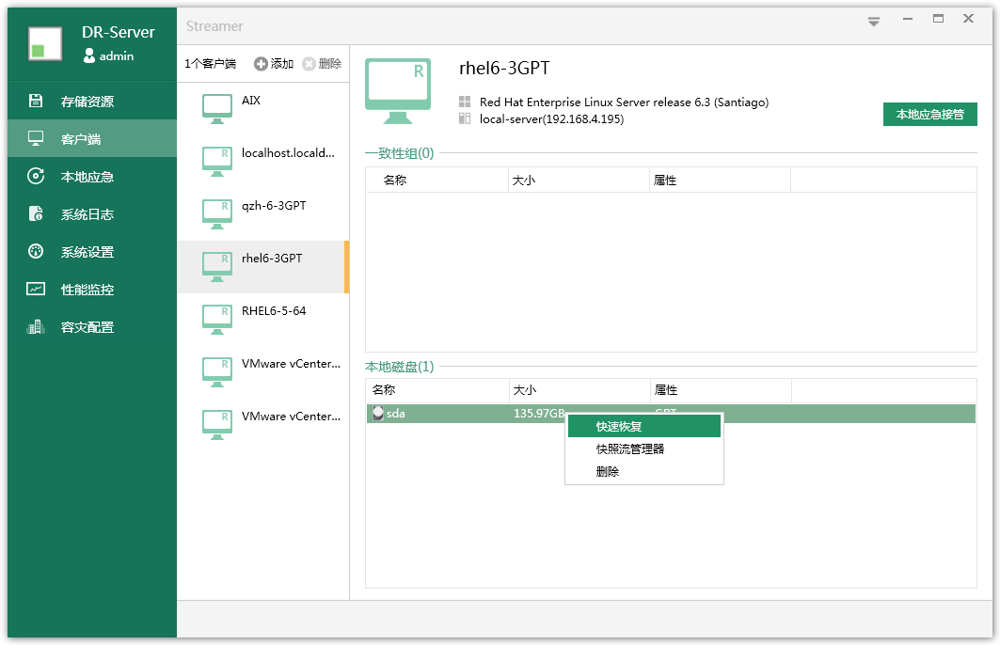 DR-Server
admin
存储资源
客户端
本地应急
系统日志
系统设置
性能监控
容灾配置
Streamer
1个客户端 添加 删除
AIX
R
localhost.locald...
R
qzh-6-3GPT
R
rhel6-3GPT
R
RHEL6-5-64
R
VMware vCenter...
R
VMware vCenter...
R
R
rhel6-3GPT
Red Hat Enterprise Linux Server release 6.3 (Santiago)
local-server(192.168.4.195)
本地应急接管
一致性组(0)
名称 大小 属性
本地磁盘(1)
名称 大小 属性
sda 135.97GB GPT
快速恢复
快照流管理器
删除